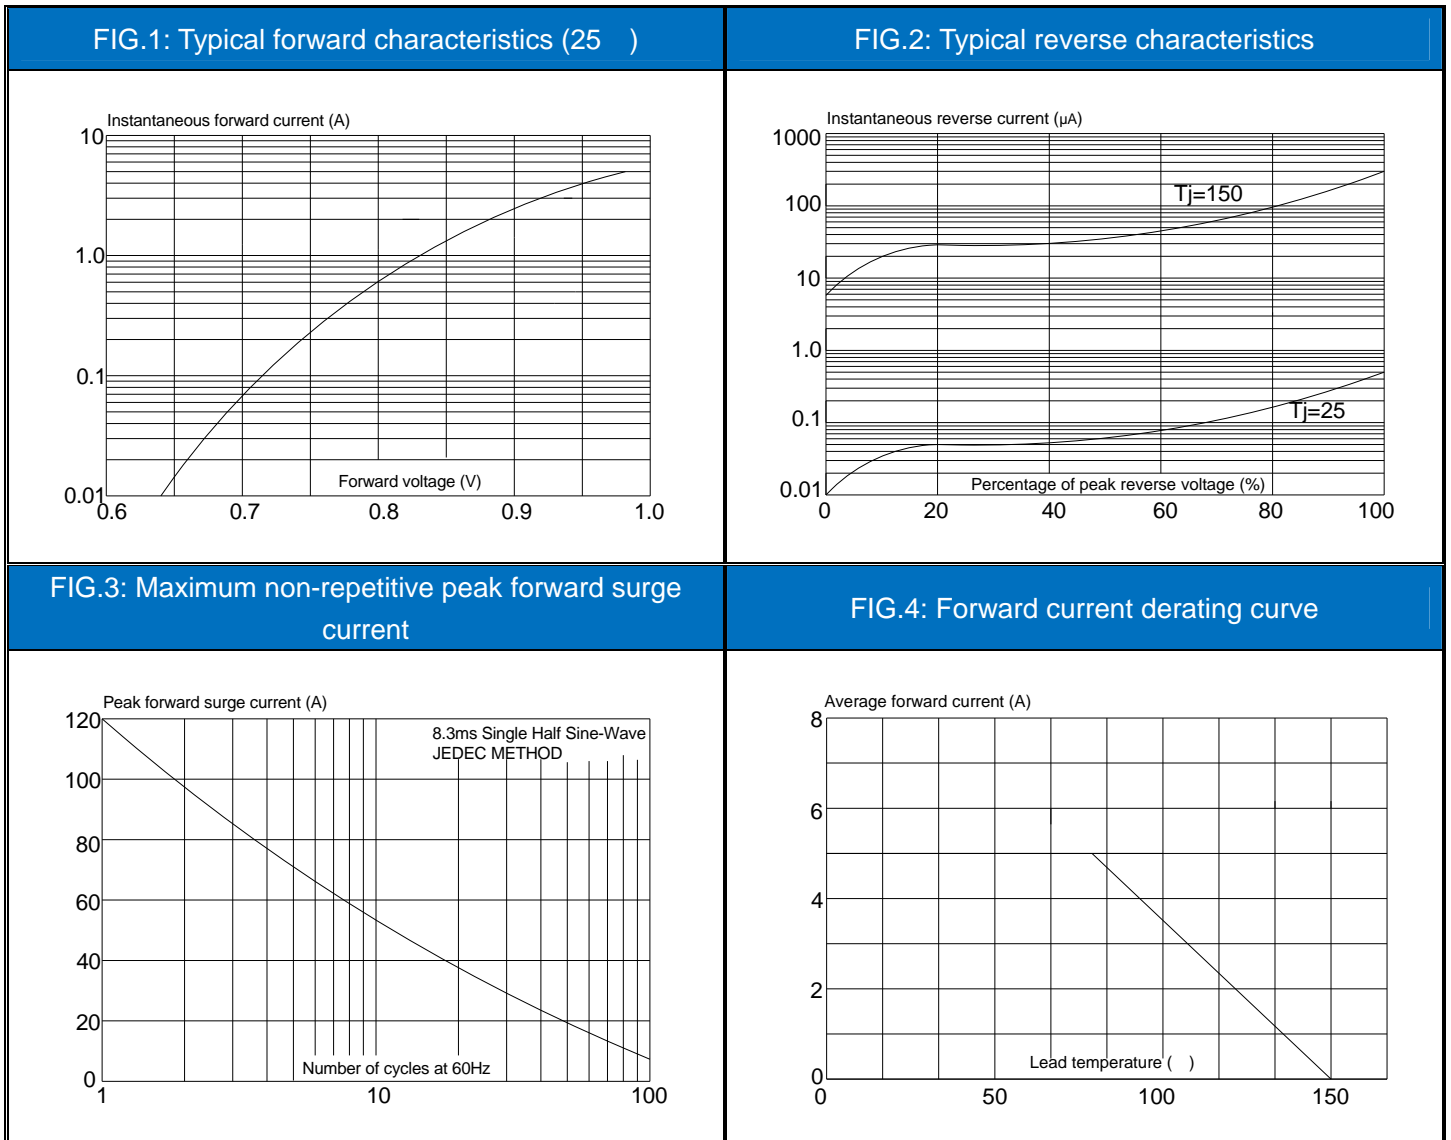 FIG.1: Typical forward characteristics (25   )
Instantaneous forward current (A)
10
1.0
0.1
0.01
Forward voltage (V)
0.6 0.7 0.8 0.9 1.0
FIG.2: Typical reverse characteristics
Instantaneous reverse current (μA)
1000
Tj=150
100
10
1.0
Tj=25
0.1
0.01
Percentage of peak reverse voltage (%)
0 20 40 60 80 100
FIG.3: Maximum non-repetitive peak forward surge
current
Peak forward surge current (A)
120
8.3ms Single Half Sine-Wave
JEDEC METHOD
100
80
60
40
20
Number of cycles at 60Hz
0
1 10 100
FIG.4: Forward current derating curve
Average forward current (A)
8
6
4
2
Lead temperature (   )
0
0 50 100 150